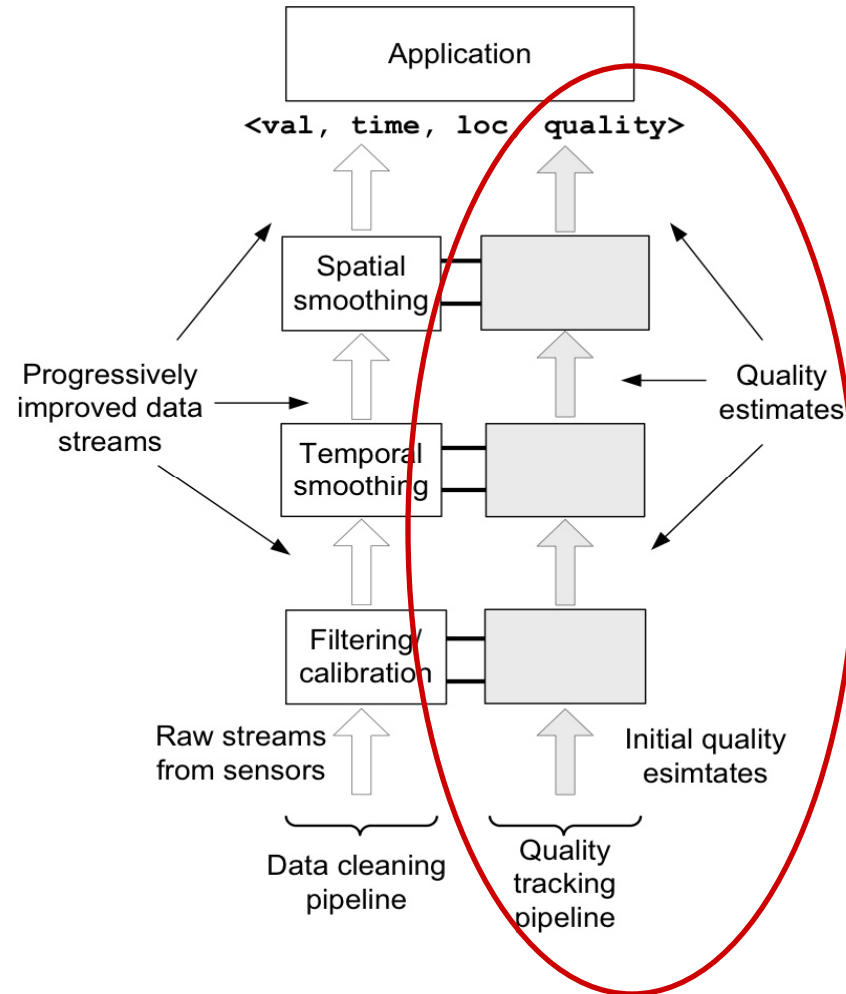 Application
<val, time, loc quality>
Spatial
smoothing
Progressively
improved data
streams
Quality
estimates
Temporal
smoothing
Filtering/
calibration
Raw streams
from sensors
Initial quality
esimtates
Data cleaning
pipeline
Quality
tracking
pipeline